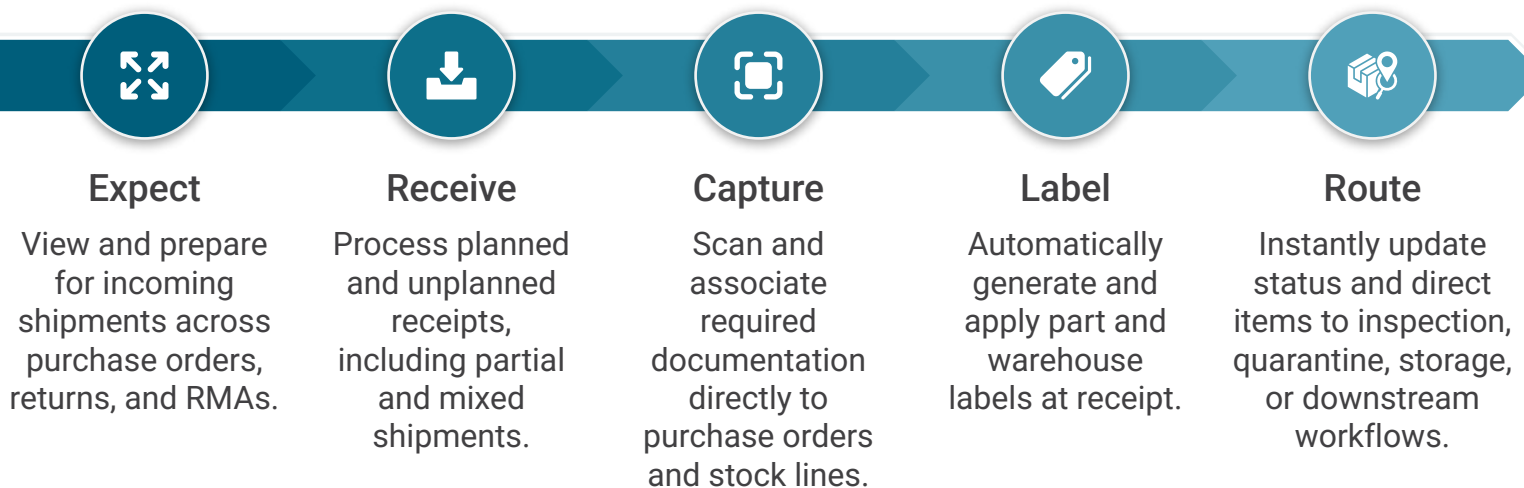 Expect
View and prepare
for incoming
shipments across
purchase orders,
returns, and RMAs.
Receive
Process planned
and unplanned
receipts,
including partial
and mixed
shipments.
Capture
Scan and
associate
required
documentation
directly to
purchase orders
and stock lines.
Label
Automatically
generate and
apply part and
warehouse
labels at receipt.
Route
Instantly update
status and direct
items to inspection,
quarantine, storage,
or downstream
workflows.